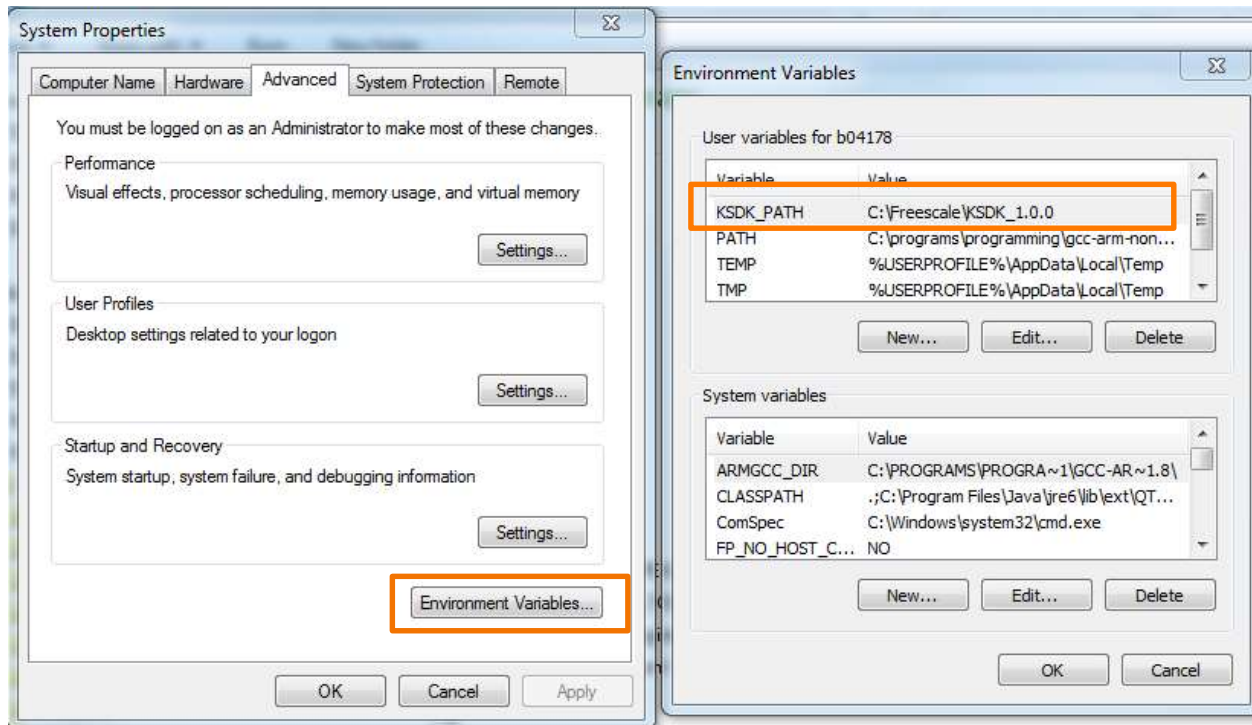 System Properties
Computer Name Hardware Advanced System Protection Remote
You must be logged on as an Administrator to make most of these changes.
Performance
Visual effects, processor scheduling, memory usage, and virtual memory
Settings...
User Profiles
Desktop settings related to your logon
Settings...
Startup and Recovery
System startup, system failure, and debugging information
Settings...
Environment Variables...
OK Cancel Apply
Environment Variables
User variables for b04178
Variable Value
KSDK_PATH C:\Freescale\KSDK_1.0.0
PATH C:\programs\programming\gcc-arm-non...
TEMP %USERPROFILE%\AppData\Local\Temp
TMP %USERPROFILE%\AppData\Local\Temp
New... Edit... Delete
System variables
Variable Value
ARMGCC_DIR C:\PROGRAMS\PROGRA~1\GCC-AR~1.8\
CLASSPATH .;C:\Program Files\Java\jre6\lib\ext\QT...
ComSpec C:\Windows\system32\cmd.exe
FP_NO_HOST_C... NO
New... Edit... Delete
OK Cancel